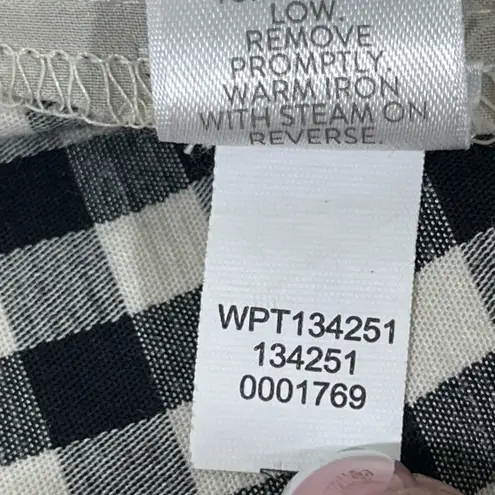 LOW.
REMOVE
PROMPTLY.
WARM IRON
WITH STEAM ON
REVERSE.
WPT134251
134251
0001769